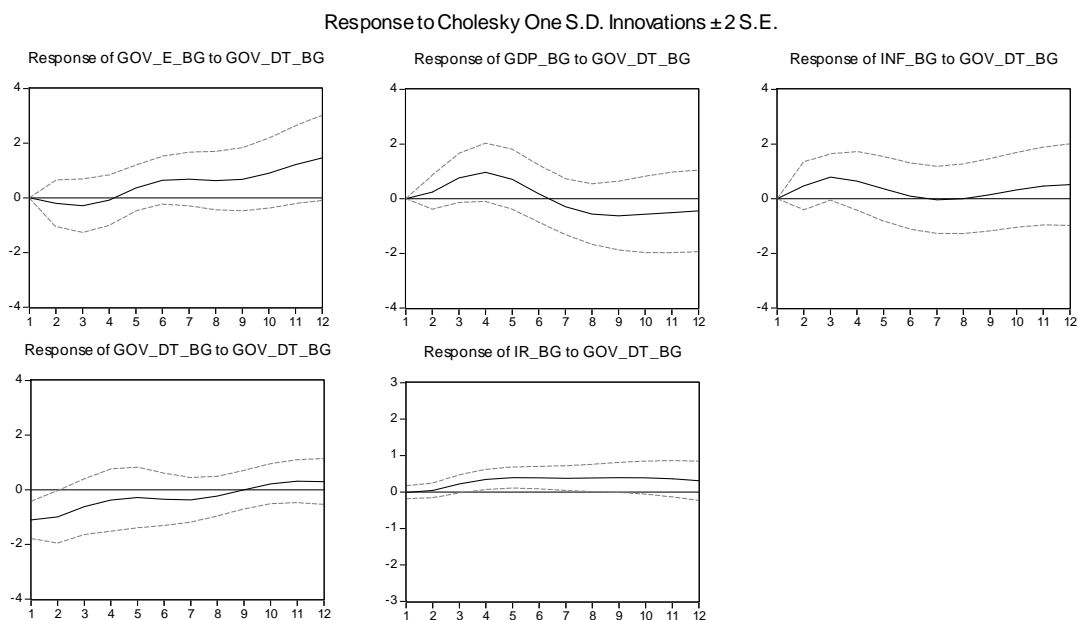 Response to Cholesky One S.D. Innovations ± 2 S.E.
Response of GOV_E_BG to GOV_DT_BG
4
2
0
-2
-4
1 2 3 4 5 6 7 8 9 10 11 12
Response of GDP_BG to GOV_DT_BG
4
2
0
-2
-4
1 2 3 4 5 6 7 8 9 10 11 12
Response of INF_BG to GOV_DT_BG
4
2
0
-2
-4
1 2 3 4 5 6 7 8 9 10 11 12
Response of GOV_DT_BG to GOV_DT_BG
4
2
0
-2
-4
1 2 3 4 5 6 7 8 9 10 11 12
Response of IR_BG to GOV_DT_BG
3
2
1
0
-1
-2
-3
1 2 3 4 5 6 7 8 9 10 11 12